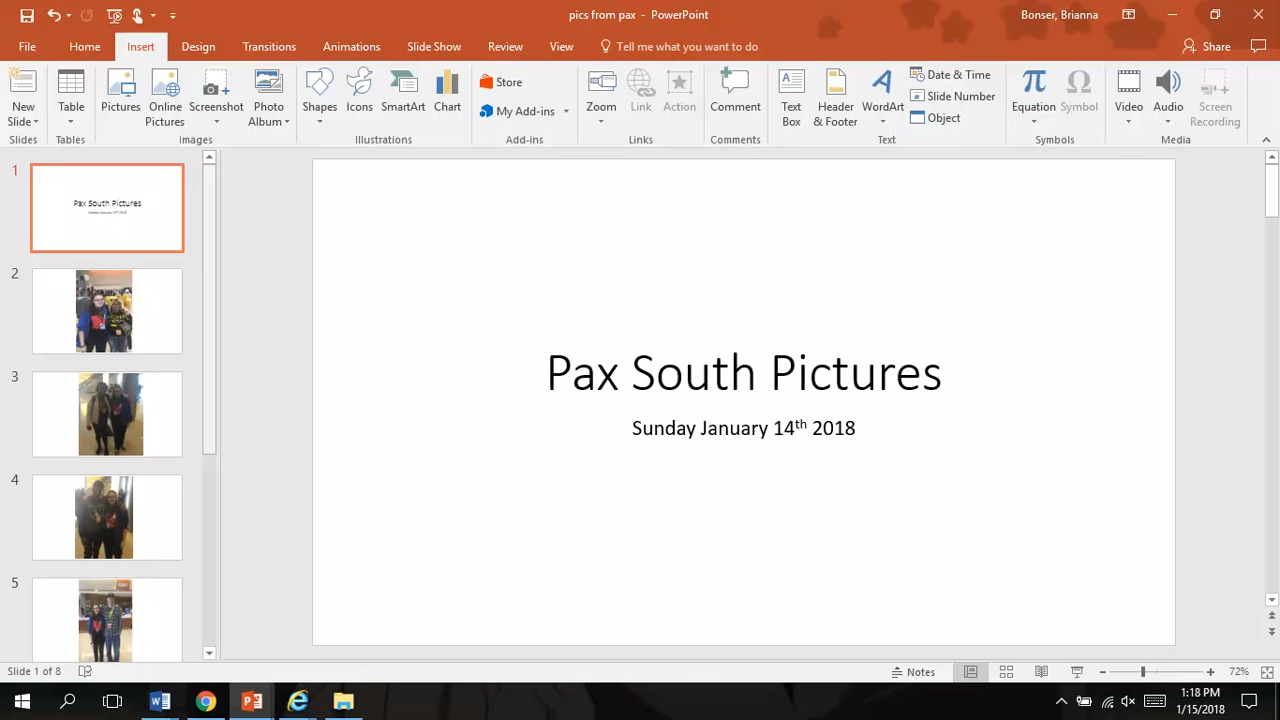 pics from pax - PowerPoint
Bonser, Brianna
File Home Insert Design Transitions Animations Slide Show Review View Tell me what you want to do Share
New Slide
Table
Pictures
Online Pictures
Screenshot
Photo Album
Shapes
Icons
SmartArt
Chart
Store
My Add-ins
Zoom
Link
Action
Comment
Text Box
Header & Footer
WordArt
Date & Time
Slide Number
Object
Equation
Symbol
Video
Audio
Screen Recording
Slides Tables Images Illustrations Add-ins Links Comments Text Symbols Media
1
Pax South Pictures
Sunday January 14th 2018
2
3
4
5
Pax South Pictures
Sunday January 14th 2018
Slide 1 of 8
Notes
72%
1:18 PM
1/15/2018